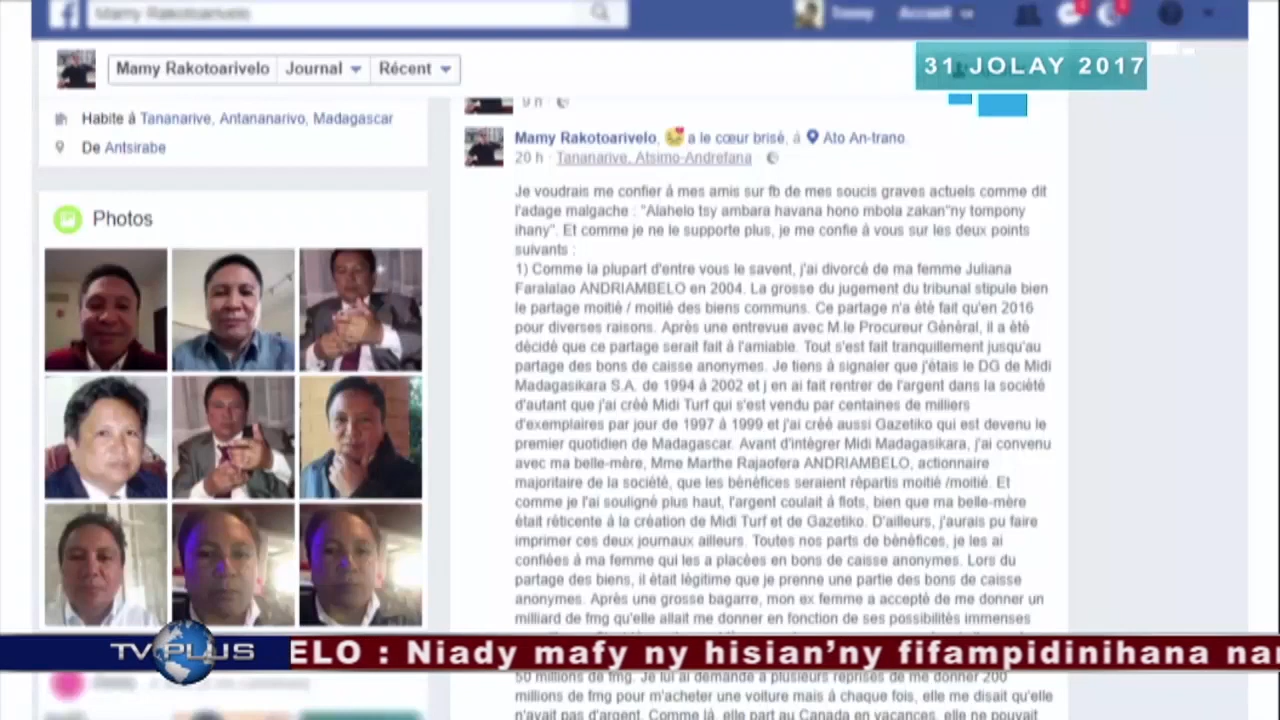 Mamy Rakotoarivelo
Accueil
Mamy Rakotoarivelo Journal Récent
31 JOLAY 2017
Habite à Tananarive, Antananarivo, Madagascar
De Antsirabe
Photos
9 h
Mamy Rakotoarivelo, a le cœur brisé, à Ato An-trano
20 h · Tananarive, Atsimo-Andrefana
Je voudrais me confier à mes amis sur fb de mes soucis graves actuels comme dit
l'adage malgache : "Alahelo tsy ambara havana hono mbola zakan"ny tompony
ihany". Et comme je ne le supporte plus, je me confie à vous sur les deux points
suivants :
1) Comme la plupart d'entre vous le savent, j'ai divorcé de ma femme Juliana
Faralalao ANDRIAMBELO en 2004. La grosse du jugement du tribunal stipule bien
le partage moitié / moitié des biens communs. Ce partage n'a été fait qu'en 2016
pour diverses raisons. Après une entrevue avec M.le Procureur Général, il a été
décidé que ce partage serait fait à l'amiable. Tout s'est fait tranquillement jusqu'au
partage des bons de caisse anonymes. Je tiens à signaler que j'étais le DG de Midi
Madagasikara S.A. de 1994 à 2002 et j en ai fait rentrer de l'argent dans la société
d'autant que j'ai créé Midi Turf qui s'est vendu par centaines de milliers
d'exemplaires par jour de 1997 à 1999 et j'ai créé aussi Gazetiko qui est devenu le
premier quotidien de Madagascar. Avant d'intégrer Midi Madagasikara, j'ai convenu
avec ma belle-mère, Mme Marthe Rajaofera ANDRIAMBELO, actionnaire
majoritaire de la société, que les bénéfices seraient répartis moitié /moitié. Et
comme je l'ai souligné plus haut, l'argent coulait à flots, bien que ma belle-mère
était réticente à la création de Midi Turf et de Gazetiko. D'ailleurs, j'aurais pu faire
imprimer ces deux journaux ailleurs. Toutes nos parts de bénéfices, je les ai
confiées à ma femme qui les a placées en bons de caisse anonymes. Lors du
partage des biens, il était légitime que je prenne une partie des bons de caisse
anonymes. Après une grosse bagarre, mon ex femme a accepté de me donner un
milliard de fmg qu'elle allait me donner en fonction de ses possibilités immenses
TV PLUS
ELO : Niady mafy ny hisian'ny fifampidinihana nar
50 millions de fmg. Je lui ai demandé à plusieurs reprises de me donner 200
millions de fmg pour m'acheter une voiture mais à chaque fois, elle me disait qu'elle
n'avait pas d'argent. Comme là, elle part au Canada en vacances, elle ne pouvait